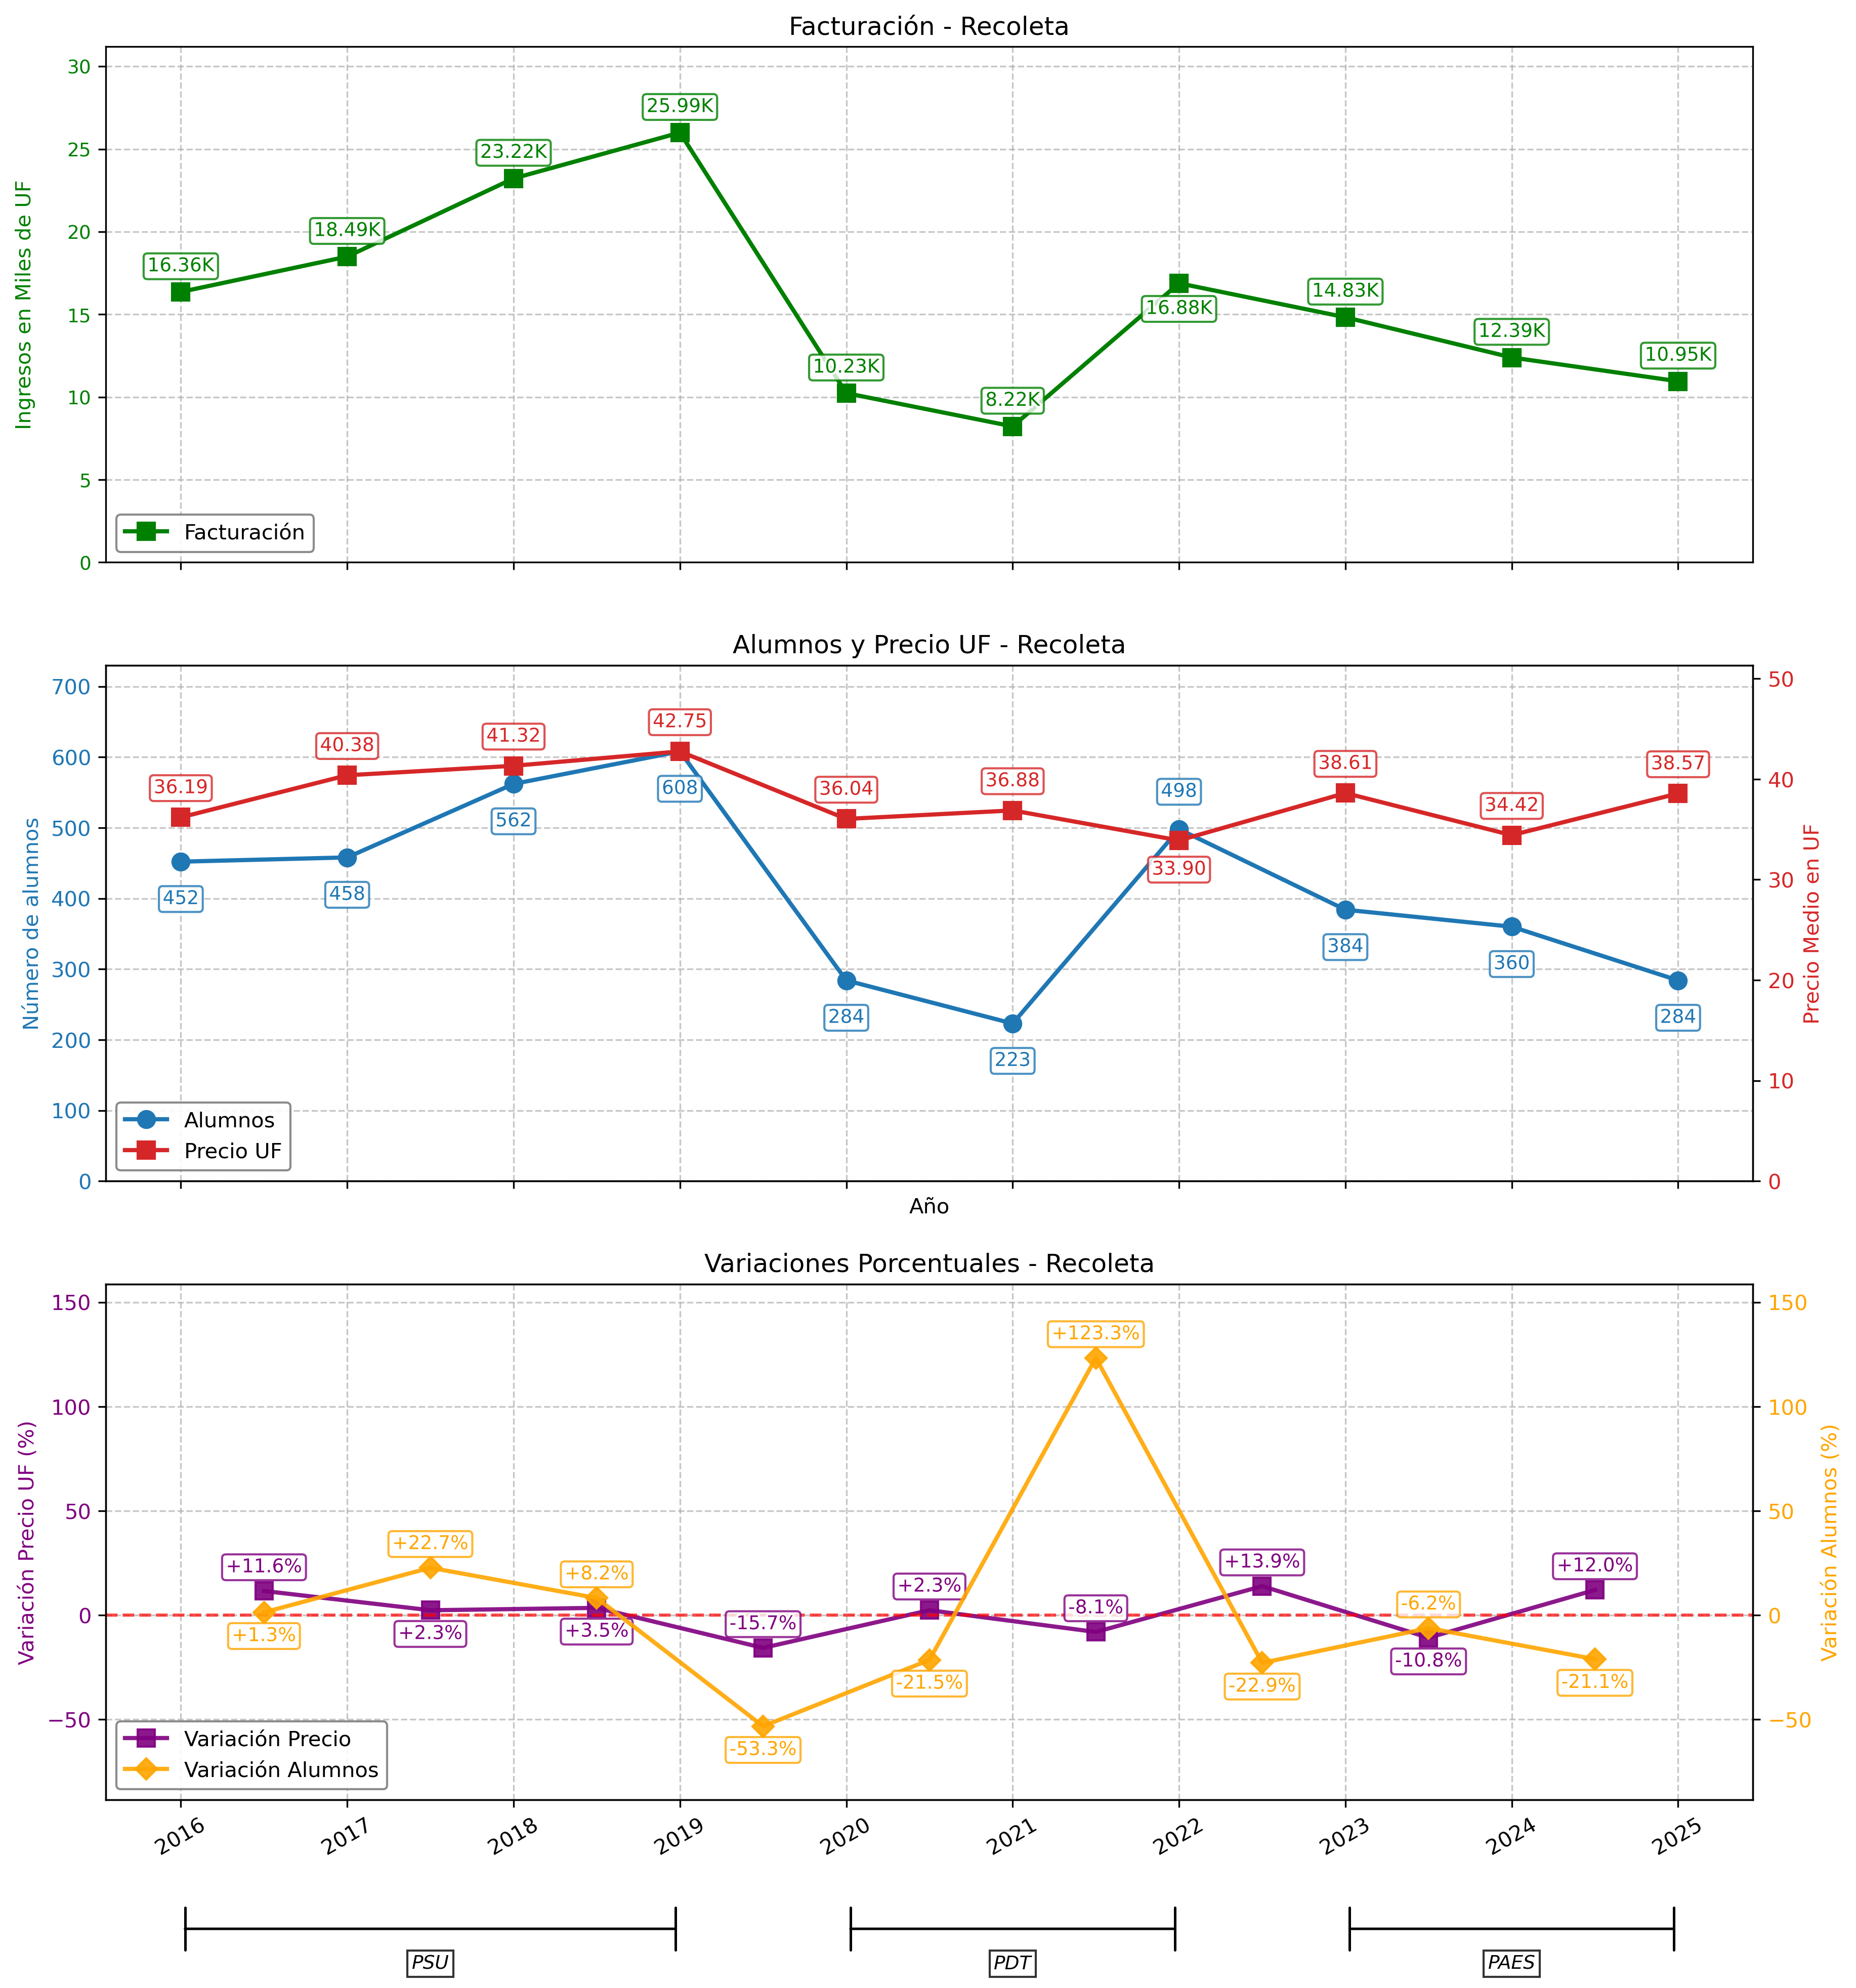 Facturación - Recoleta
Ingresos en Miles de UF
30
25
20
15
10
5
0
16.36K
18.49K
23.22K
25.99K
10.23K
8.22K
16.88K
14.83K
12.39K
10.95K
Facturación
Alumnos y Precio UF - Recoleta
Número de alumnos
700
600
500
400
300
200
100
0
Precio Medio en UF
50
40
30
20
10
0
36.19
40.38
41.32
42.75
36.04
36.88
33.90
38.61
34.42
38.57
452
458
562
608
284
223
498
384
360
284
Alumnos
Precio UF
Año
Variaciones Porcentuales - Recoleta
Variación Precio UF (%)
150
100
50
0
−50
Variación Alumnos (%)
150
100
50
0
−50
+11.6%
+2.3%
+3.5%
-15.7%
+2.3%
-8.1%
+13.9%
-10.8%
+12.0%
+1.3%
+22.7%
+8.2%
-53.3%
-21.5%
+123.3%
-22.9%
-6.2%
-21.1%
Variación Precio
Variación Alumnos
2016
2017
2018
2019
2020
2021
2022
2023
2024
2025
PSU
PDT
PAES